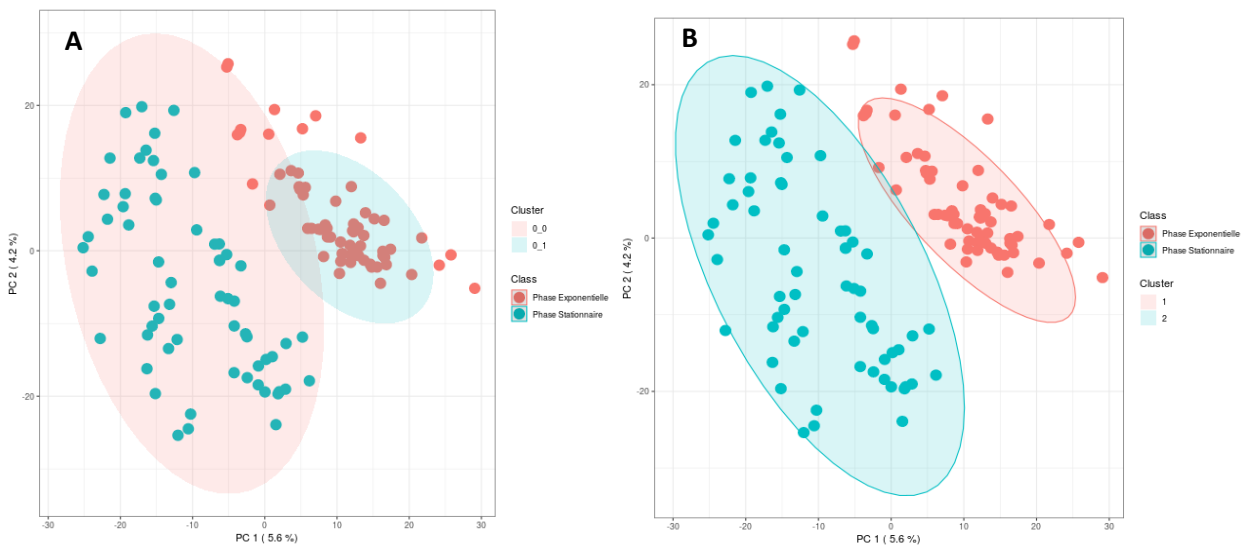 A
20
0
-20
PC 2 ( 4.2 %)
-30
-20
-10
0
10
20
30
PC 1 ( 5.6 %)
Cluster
0_0
0_1
Class
Phase Exponentielle
Phase Stationnaire
B
20
0
-20
PC 2 ( 4.2 %)
-30
-20
-10
0
10
20
30
PC 1 ( 5.6 %)
Class
Phase Exponentielle
Phase Stationnaire
Cluster
1
2